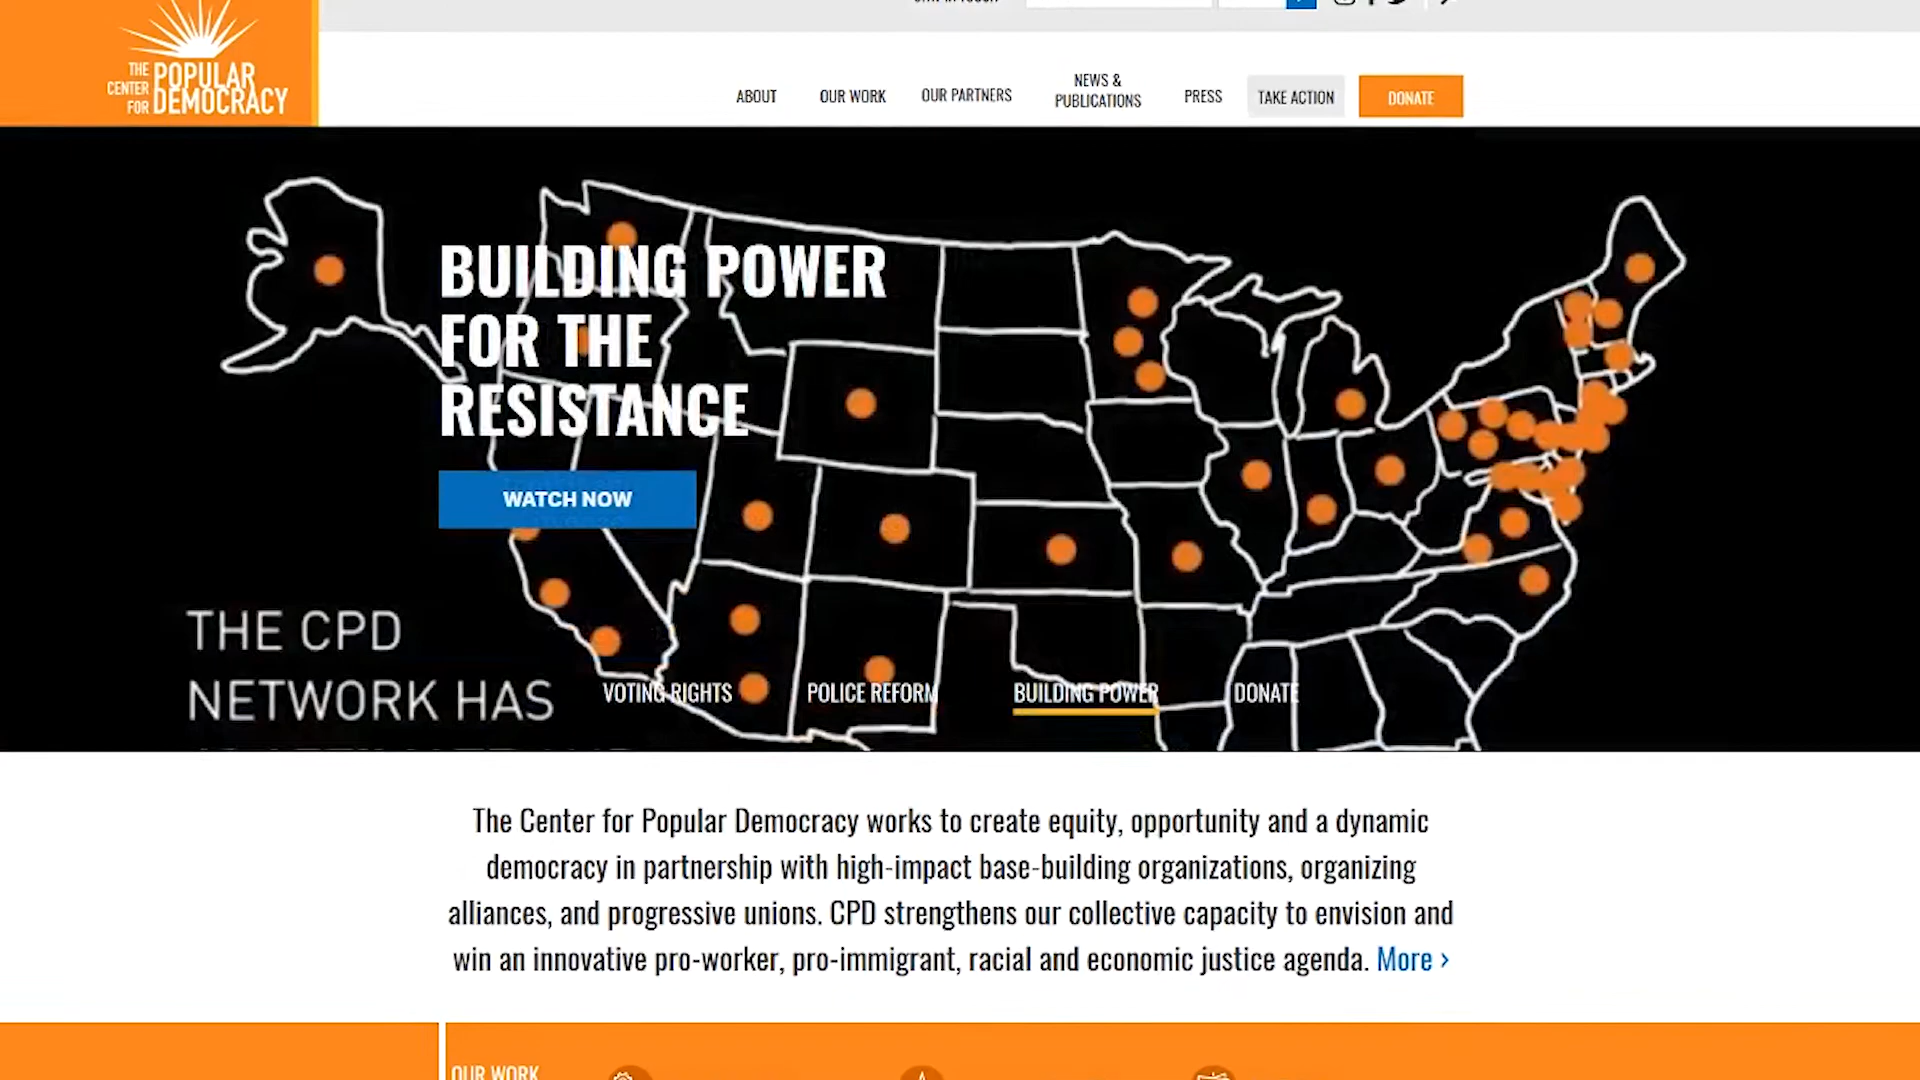 THE CENTER FOR POPULAR DEMOCRACY
ABOUT
OUR WORK
OUR PARTNERS
NEWS &
PUBLICATIONS
PRESS
TAKE ACTION
DONATE
BUILDING POWER
FOR THE
RESISTANCE
WATCH NOW
THE CPD
NETWORK HAS
VOTING RIGHTS
POLICE REFORM
BUILDING POWER
DONATE
The Center for Popular Democracy works to create equity, opportunity and a dynamic
democracy in partnership with high-impact base-building organizations, organizing
alliances, and progressive unions. CPD strengthens our collective capacity to envision and
win an innovative pro-worker, pro-immigrant, racial and economic justice agenda. More ›
OUR WORK